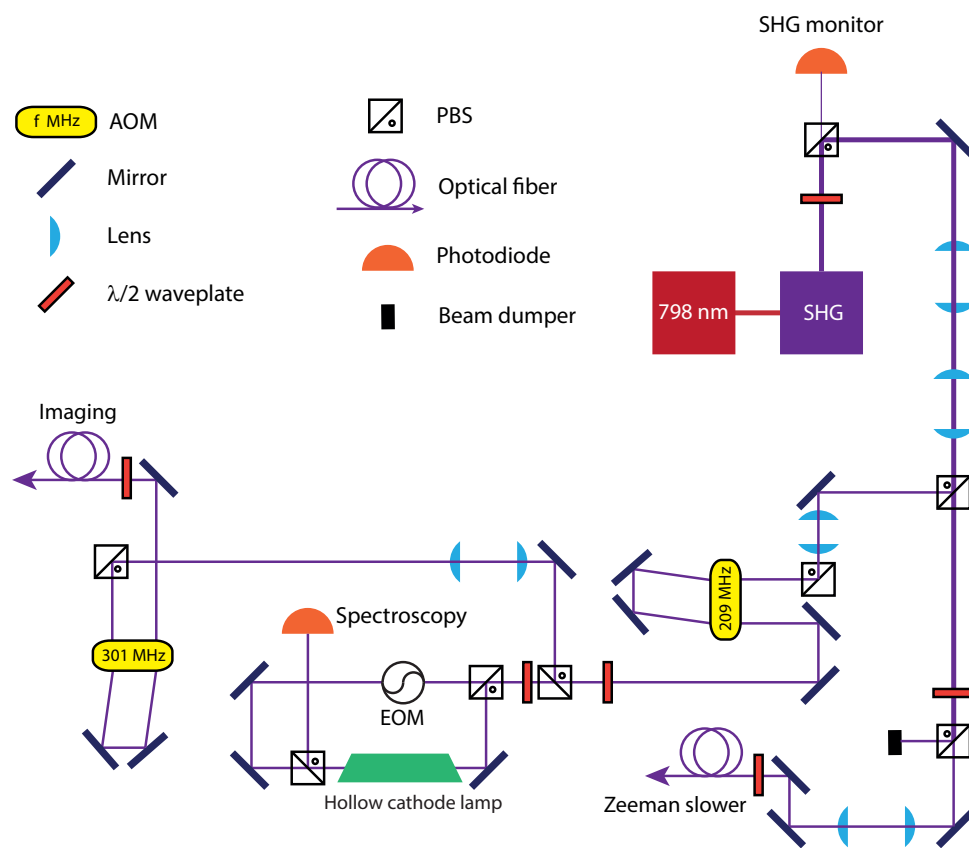 SHG monitor
f MHz
AOM
PBS
Mirror
Optical fiber
Lens
Photodiode
λ/2 waveplate
Beam dumper
798 nm
SHG
Imaging
209 MHz
Spectroscopy
301 MHz
EOM
Hollow cathode lamp
Zeeman slower